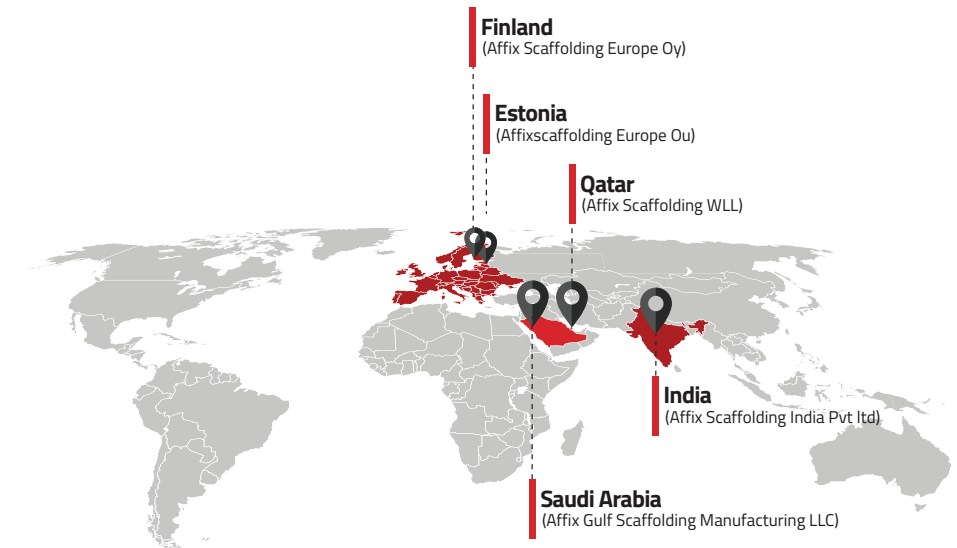 Finland
(Affix Scaffolding Europe Oy)
Estonia
(Affixscaffolding Europe Ou)
Qatar
(Affix Scaffolding WLL)
India
(Affix Scaffolding India Pvt ltd)
Saudi Arabia
(Affix Gulf Scaffolding Manufacturing LLC)